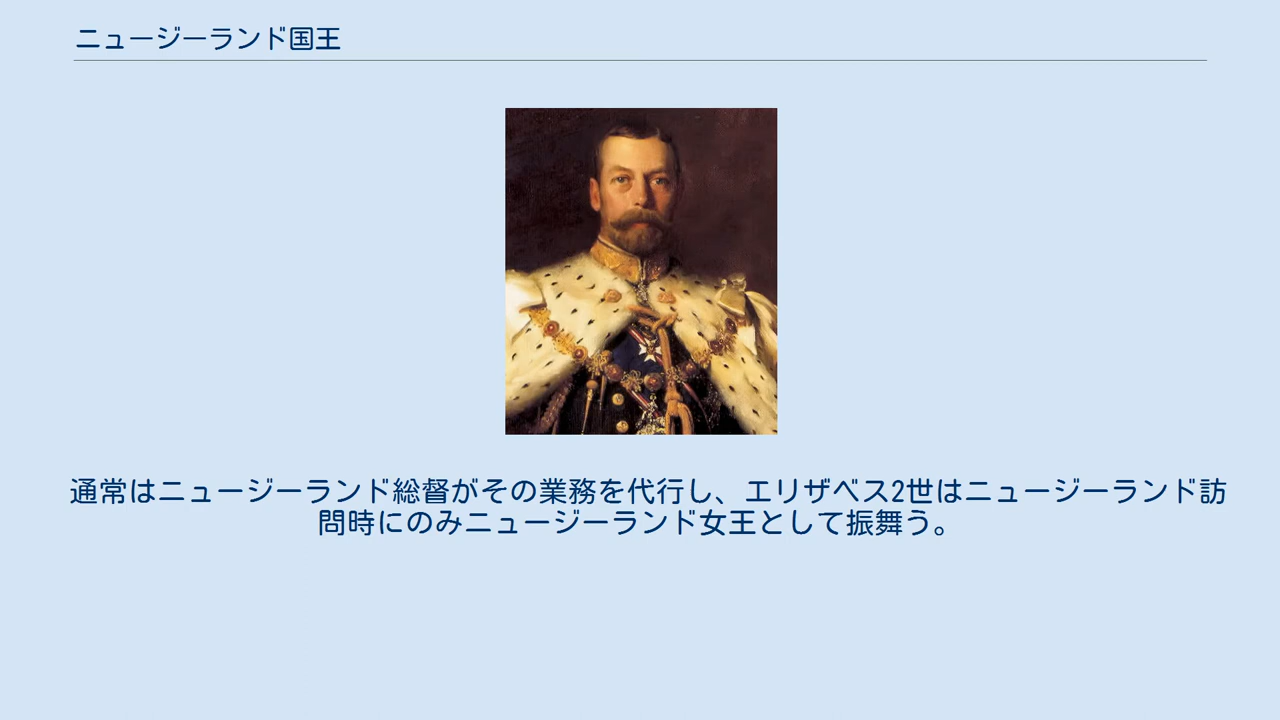 ニュージーランド国王
通常はニュージーランド総督がその業務を代行し、エリザベス2世はニュージーランド訪
問時にのみニュージーランド女王として振舞う。